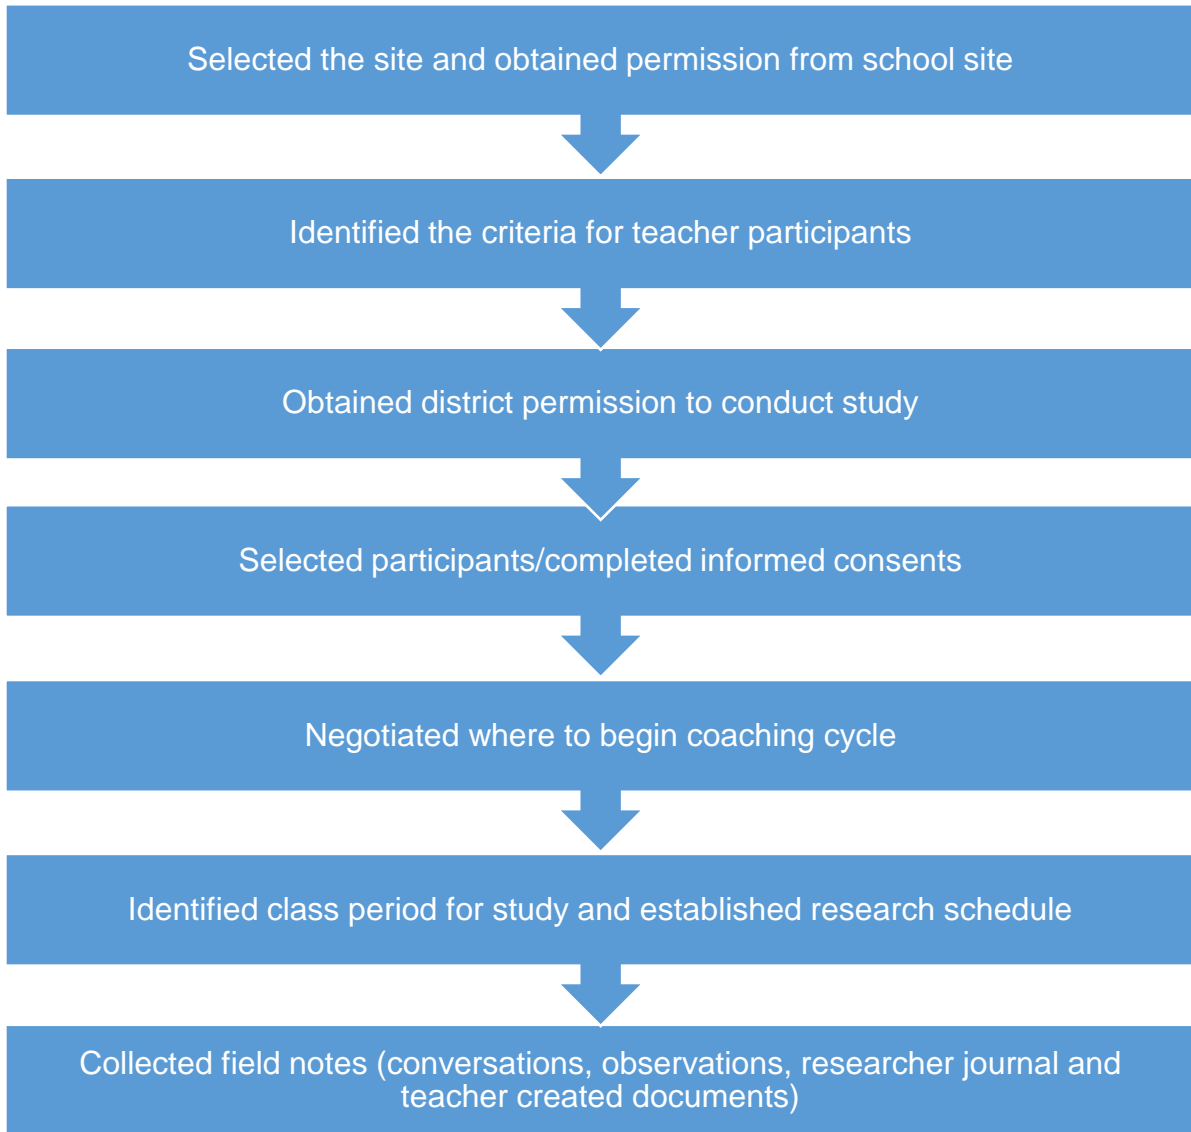 Selected the site and obtained permission from school site
Identified the criteria for teacher participants
Obtained district permission to conduct study
Selected participants/completed informed consents
Negotiated where to begin coaching cycle
Identified class period for study and established research schedule
Collected field notes (conversations, observations, researcher journal and
teacher created documents)